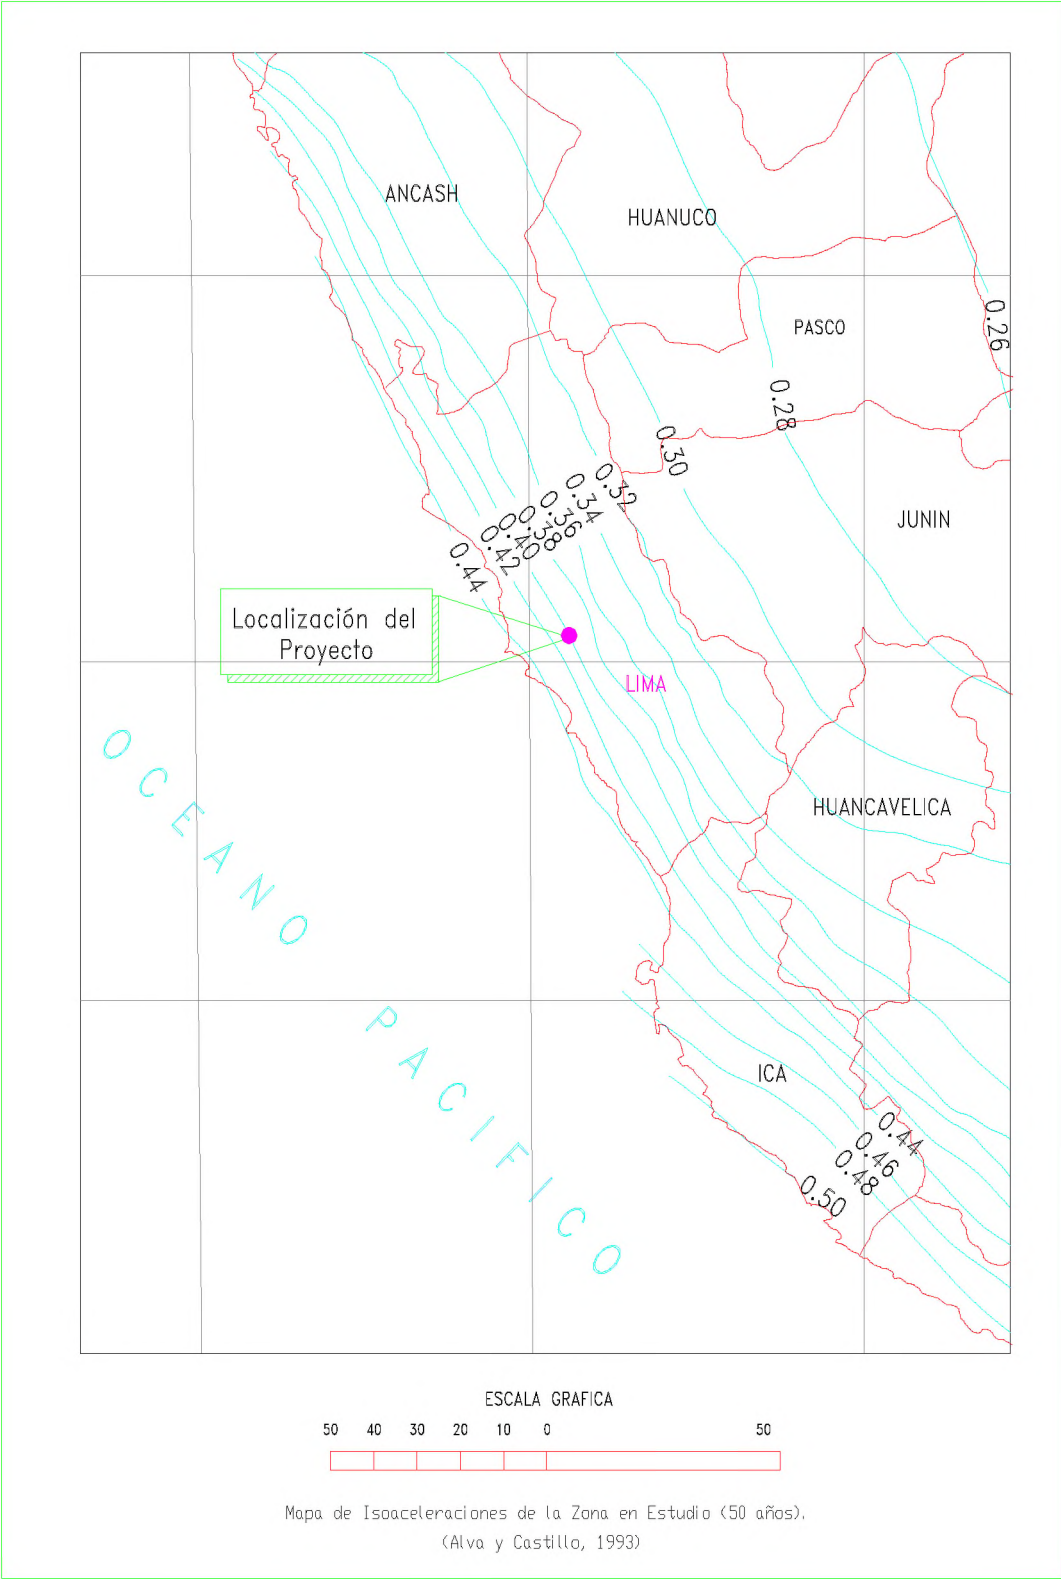 ANCASH
HUANUCO
PASCO
0.26
0.28
0.30
0.32
0.34
0.36
0.38
0.40
0.42
0.44
JUNIN
Localización del
Proyecto
LIMA
HUANCAVELICA
OCEANO PACIFICO
ICA
0.44
0.46
0.48
0.50
ESCALA GRAFICA
50 40 30 20 10 0 50
Mapa de Isoaceleraciones de la Zona en Estudio (50 años).
(Alva y Castillo, 1993)